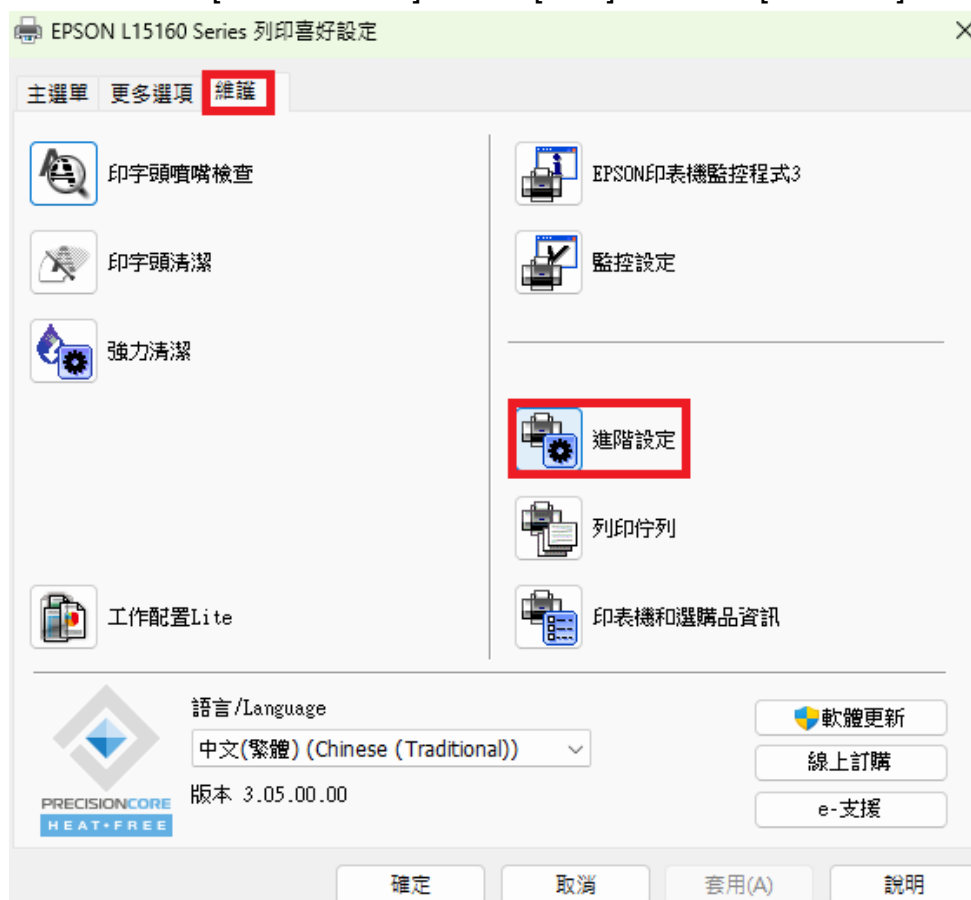 EPSON L15160 Series 列印喜好設定
主選單 更多選項 維護
印字頭噴嘴檢查
印字頭清潔
強力清潔
工作配置Lite
EPSON印表機監控程式3
監控設定
進階設定
列印佇列
印表機和選購品資訊
語言/Language
中文(繁體) (Chinese (Traditional))
版本 3.05.00.00
PRECISIONCORE
HEAT•FREE
軟體更新
線上訂購
e-支援
確定 取消 套用(A) 說明